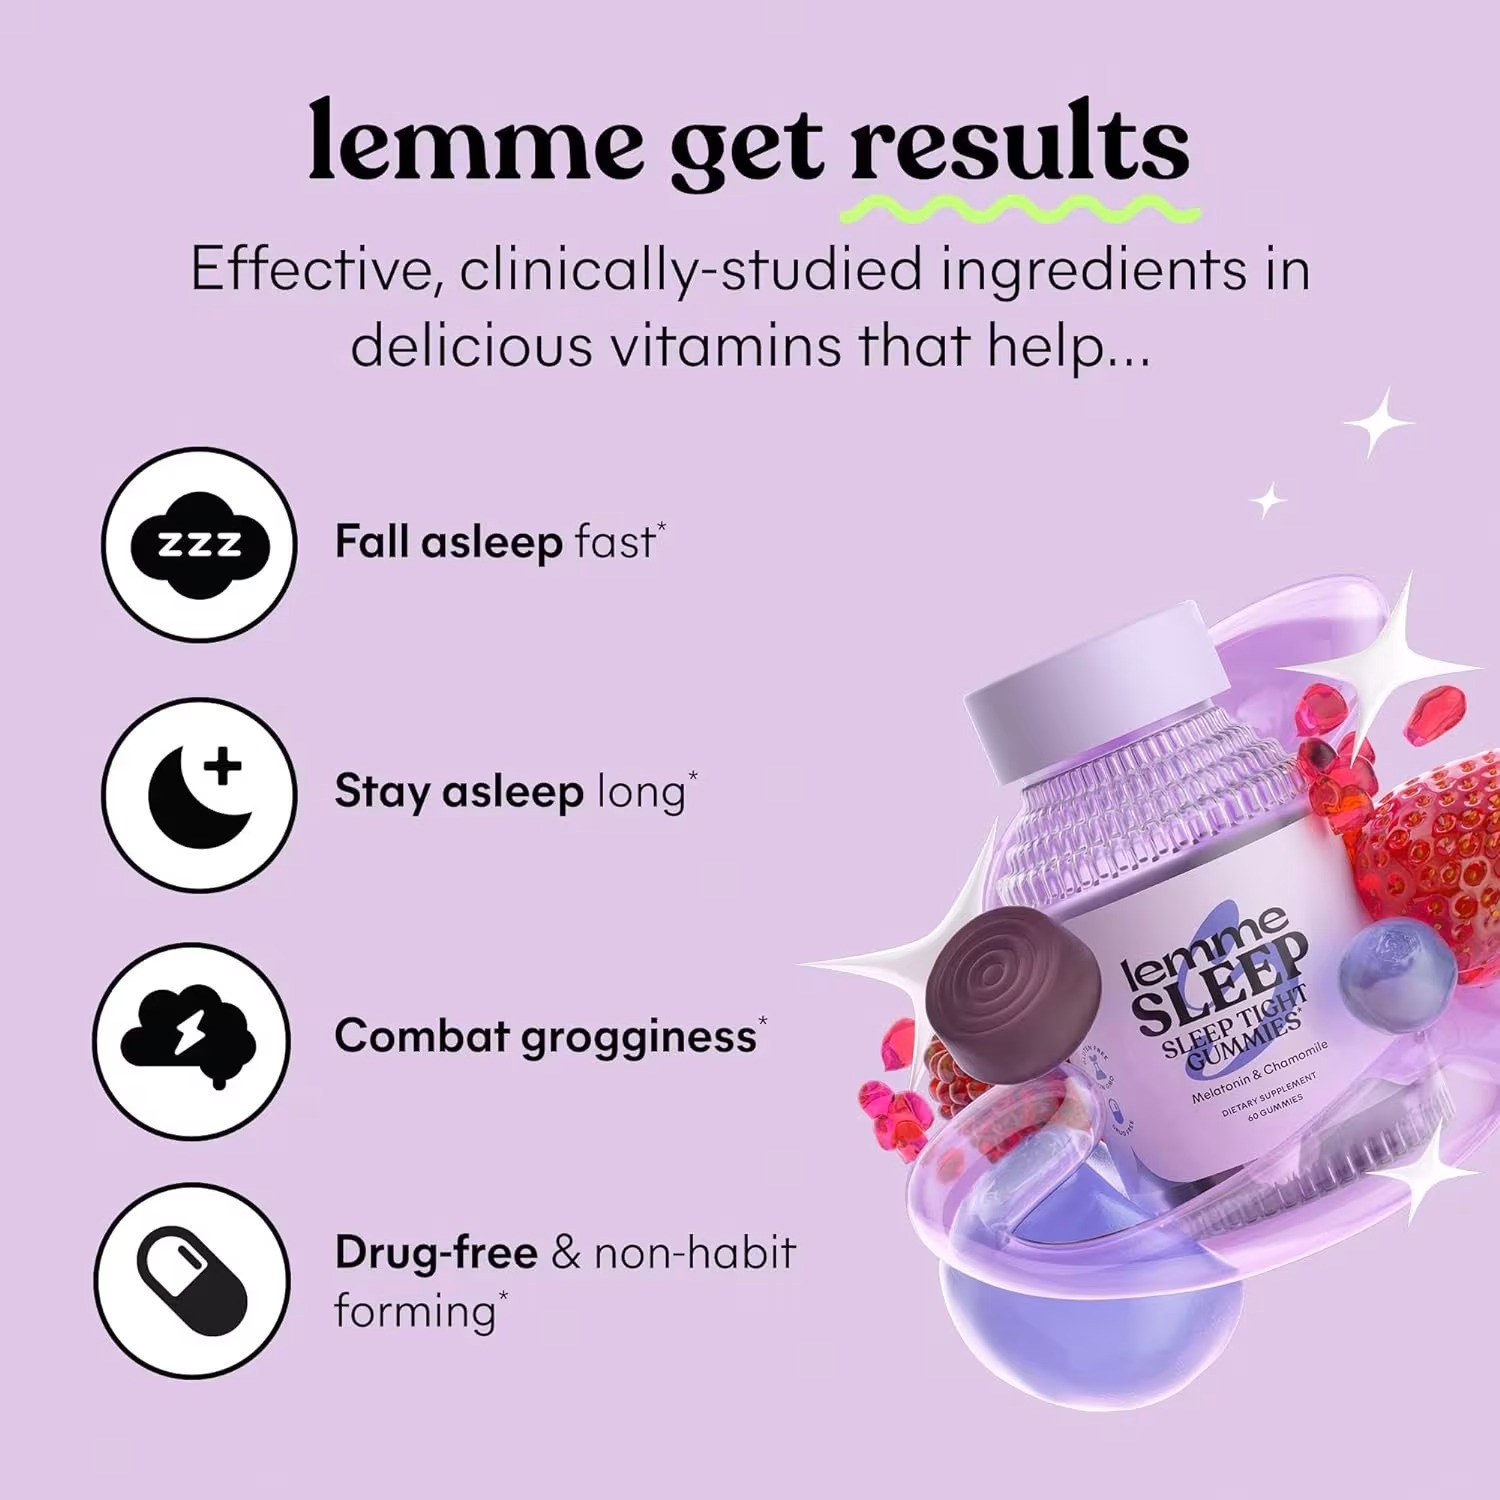 lemme get results
Effective, clinically-studied ingredients in
delicious vitamins that help...
zzz
Fall asleep fast*
Stay asleep long*
Combat grogginess*
Drug-free & non-habit
forming*
lemme
SLEEP
SLEEP TIGHT
GUMMIES*
Melatonin & Chamomile
DIETARY SUPPLEMENT
60 GUMMIES